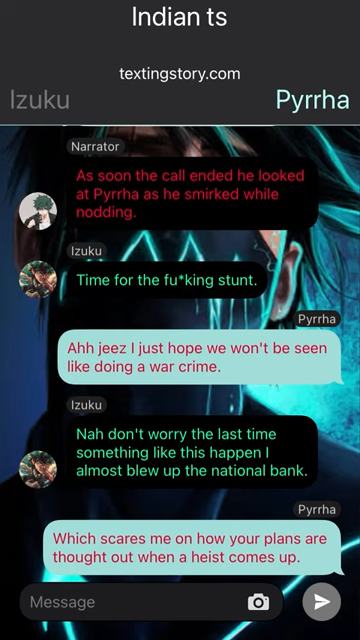 Indian ts
textingstory.com
Izuku
Pyrrha
Narrator
As soon the call ended he looked
at Pyrrha as he smirked while
nodding.
Izuku
Time for the fu*king stunt.
Pyrrha
Ahh jeez I just hope we won't be seen
like doing a war crime.
Izuku
Nah don't worry the last time
something like this happen I
almost blew up the national bank.
Pyrrha
Which scares me on how your plans are
thought out when a heist comes up.
Message